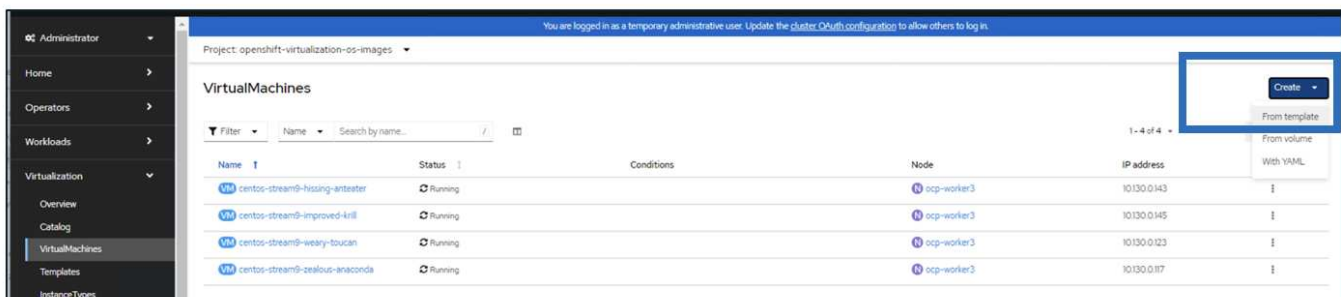 You are logged in as a temporary administrative user. Update the cluster OAuth configuration to allow others to log in.
Administrator
Project: openshift-virtualization-os-images
Home
VirtualMachines
Create
Operators
From template
Filter
Name
Search by name...
/
1 - 4 of 4
Workloads
From volume
Name
Status
Conditions
Node
IP address
With YAML
Virtualization
VM centos-stream9-hissing-anteater Running N ocp-worker3 10.130.0.143
Overview
VM centos-stream9-improved-krill Running N ocp-worker3 10.130.0.145
Catalog
VM centos-stream9-weary-toucan Running N ocp-worker3 10.130.0.123
VirtualMachines
VM centos-stream9-zealous-anaconda Running N ocp-worker3 10.130.0.117
Templates
InstanceTypes